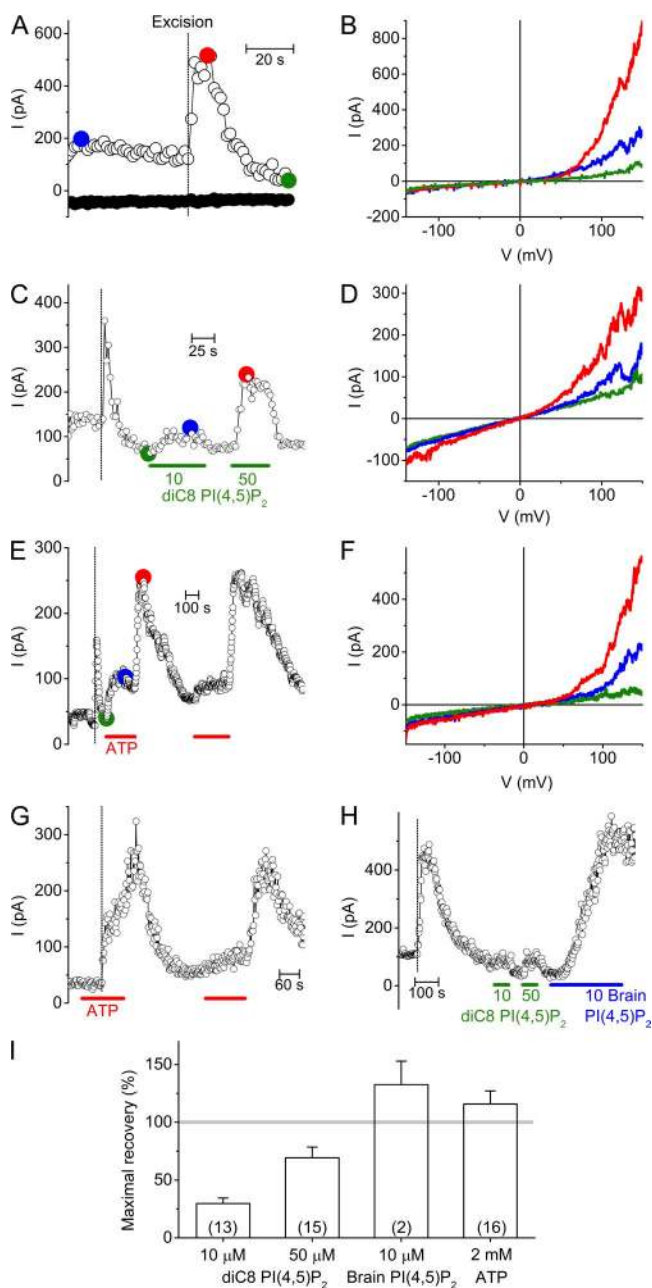 A
Excision
20 s
600
400
200
0
I (pA)
B
800
600
400
200
0
-200
I (pA)
-100 0 100
V (mV)
C
400
300
200
100
0
I (pA)
25 s
10 50
diC8 PI(4,5)P2
D
300
200
100
0
-100
I (pA)
-100 0 100
V (mV)
E
300
200
100
0
I (pA)
100 s
ATP
F
400
200
0
I (pA)
-100 0 100
V (mV)
G
300
200
100
0
I (pA)
60 s
ATP
H
400
200
0
I (pA)
100 s
10 50 10 Brain
diC8 PI(4,5)P2 PI(4,5)P2
I
150
100
50
0
Maximal recovery (%)
(13) (15) (2) (16)
10 µM 50 µM 10 µM 2 mM
diC8 PI(4,5)P2 Brain PI(4,5)P2 ATP